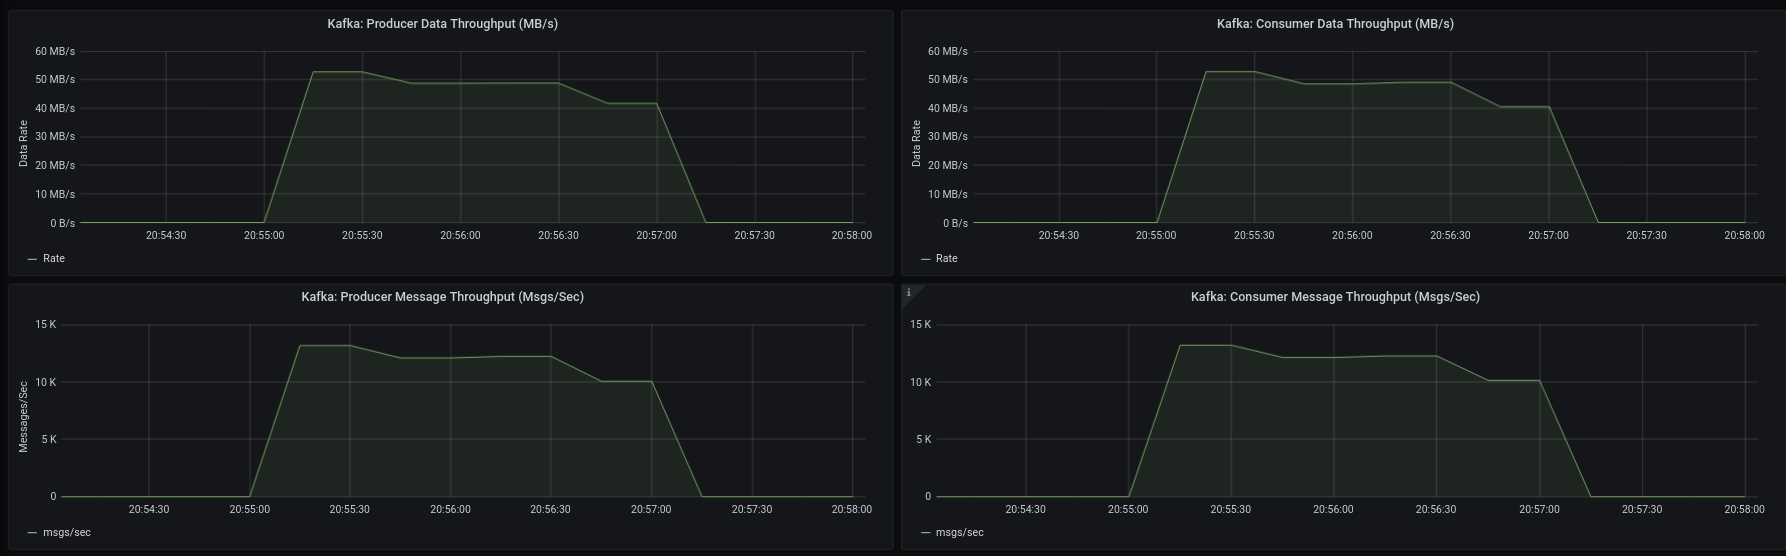 Kafka: Producer Data Throughput (MB/s)
60 MB/s
50 MB/s
40 MB/s
30 MB/s
20 MB/s
10 MB/s
0 B/s
Data Rate
20:54:30 20:55:00 20:55:30 20:56:00 20:56:30 20:57:00 20:57:30 20:58:00
Rate
Kafka: Consumer Data Throughput (MB/s)
60 MB/s
50 MB/s
40 MB/s
30 MB/s
20 MB/s
10 MB/s
0 B/s
Data Rate
20:54:30 20:55:00 20:55:30 20:56:00 20:56:30 20:57:00 20:57:30 20:58:00
Rate
Kafka: Producer Message Throughput (Msgs/Sec)
15 K
10 K
5 K
0
Messages/Sec
20:54:30 20:55:00 20:55:30 20:56:00 20:56:30 20:57:00 20:57:30 20:58:00
msgs/sec
i
Kafka: Consumer Message Throughput (Msgs/Sec)
15 K
10 K
5 K
0
20:54:30 20:55:00 20:55:30 20:56:00 20:56:30 20:57:00 20:57:30 20:58:00
msgs/sec